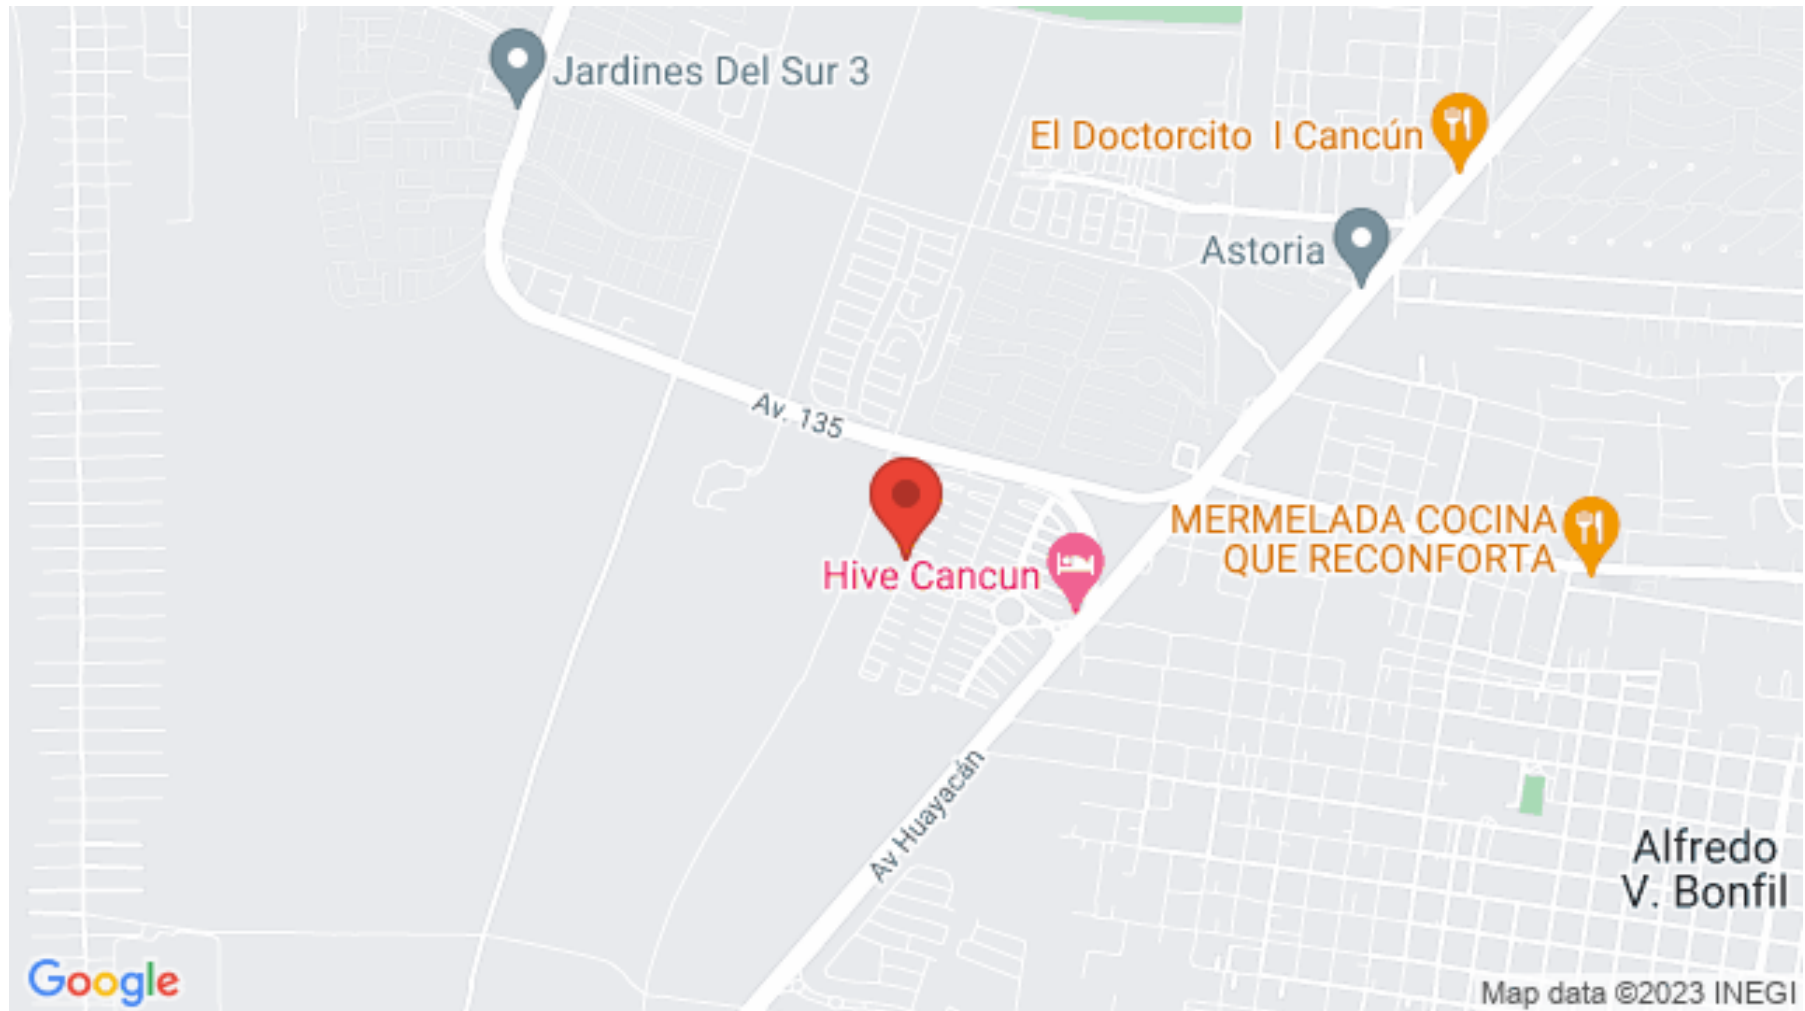 Jardines Del Sur 3
El Doctorcito I Cancún
Astoria
Av. 135
MERMELADA COCINA
QUE RECONFORTA
Hive Cancun
Av Huayacán
Alfredo
V. Bonfil
Google
Map data ©2023 INEGI